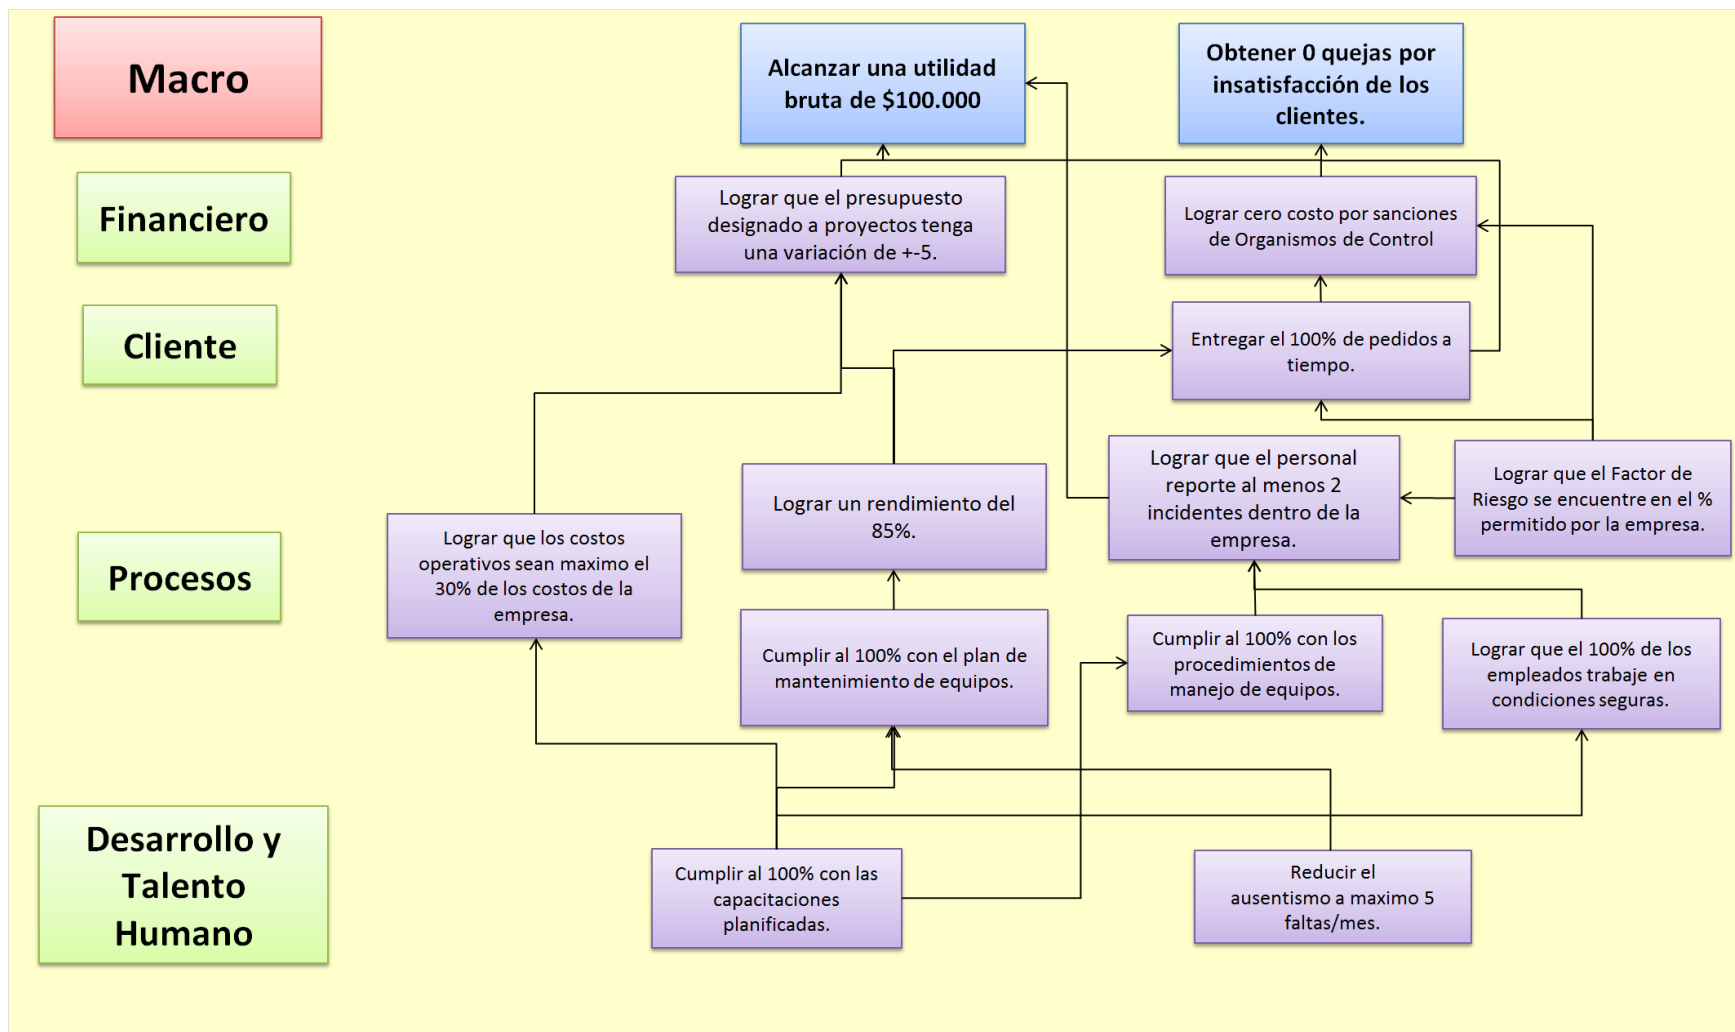 Macro
Alcanzar una utilidad
bruta de $100.000
Obtener 0 quejas por
insatisfacción de los
clientes.
Financiero
Lograr que el presupuesto
designado a proyectos tenga
una variación de +-5.
Lograr cero costo por sanciones
de Organismos de Control
Cliente
Entregar el 100% de pedidos a
tiempo.
Procesos
Lograr que los costos
operativos sean maximo el
30% de los costos de la
empresa.
Lograr un rendimiento del
85%.
Lograr que el personal
reporte al menos 2
incidentes dentro de la
empresa.
Lograr que el Factor de
Riesgo se encuentre en el %
permitido por la empresa.
Cumplir al 100% con el plan de
mantenimiento de equipos.
Cumplir al 100% con los
procedimientos de
manejo de equipos.
Lograr que el 100% de los
empleados trabaje en
condiciones seguras.
Desarrollo y
Talento
Humano
Cumplir al 100% con las
capacitaciones
planificadas.
Reducir el
ausentismo a maximo 5
faltas/mes.